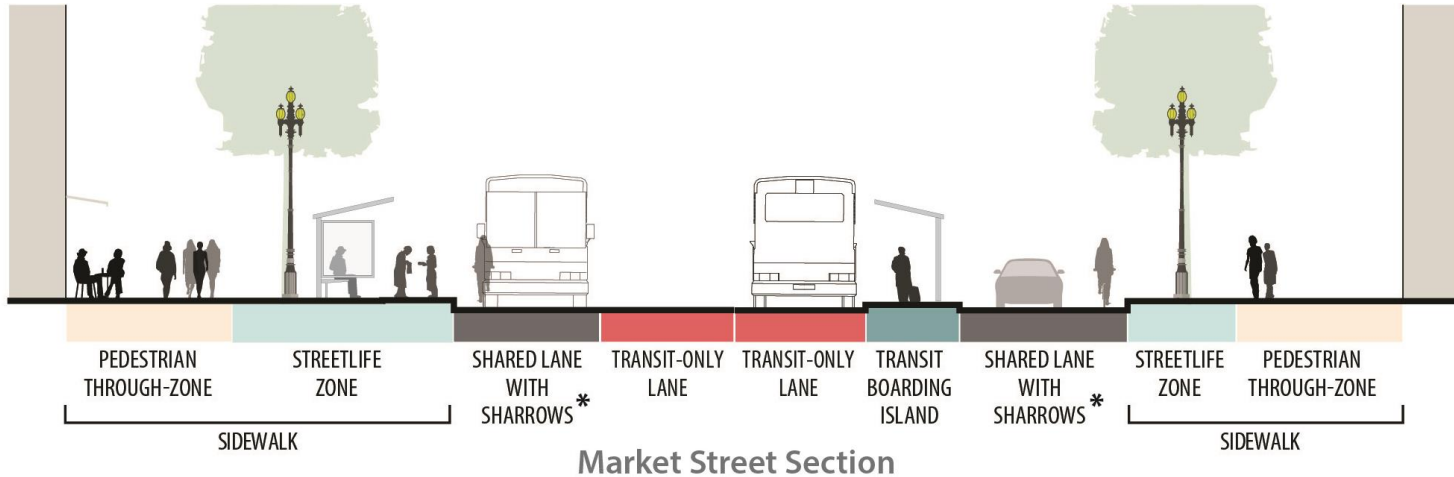 PEDESTRIAN
THROUGH-ZONE
STREETLIFE
ZONE
SHARED LANE
WITH
SHARROWS *
TRANSIT-ONLY
LANE
TRANSIT-ONLY
LANE
TRANSIT
BOARDING
ISLAND
SHARED LANE
WITH
SHARROWS *
STREETLIFE
ZONE
PEDESTRIAN
THROUGH-ZONE
SIDEWALK
SIDEWALK
Market Street Section